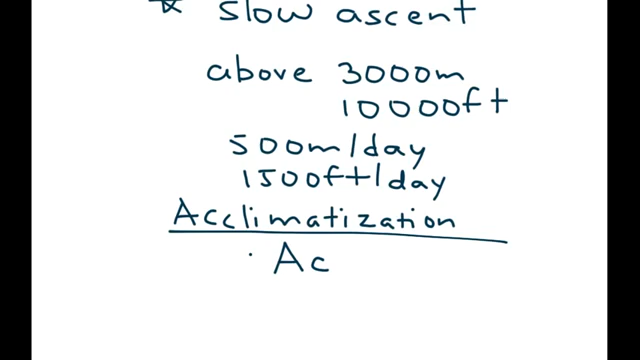 ☆ slow ascent
above 3000m
10000ft
500m/day
1500ft/day
Acclimatization
· Ac